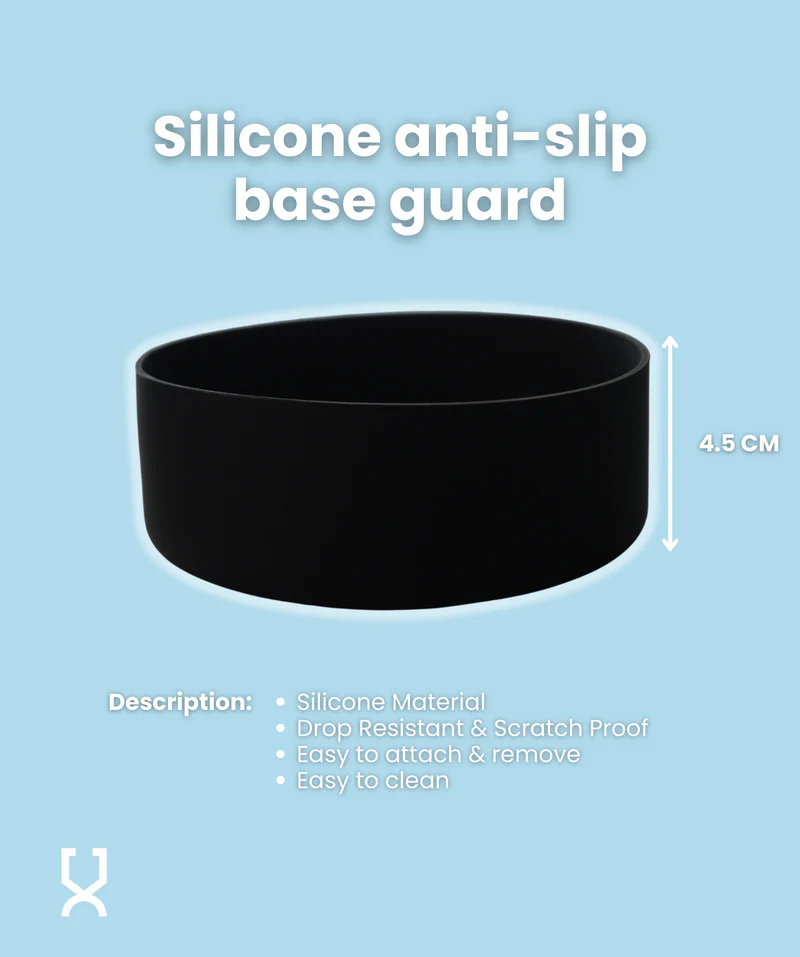 Silicone anti-slip
base guard
4.5 CM
Description:
• Silicone Material
• Drop Resistant & Scratch Proof
• Easy to attach & remove
• Easy to clean